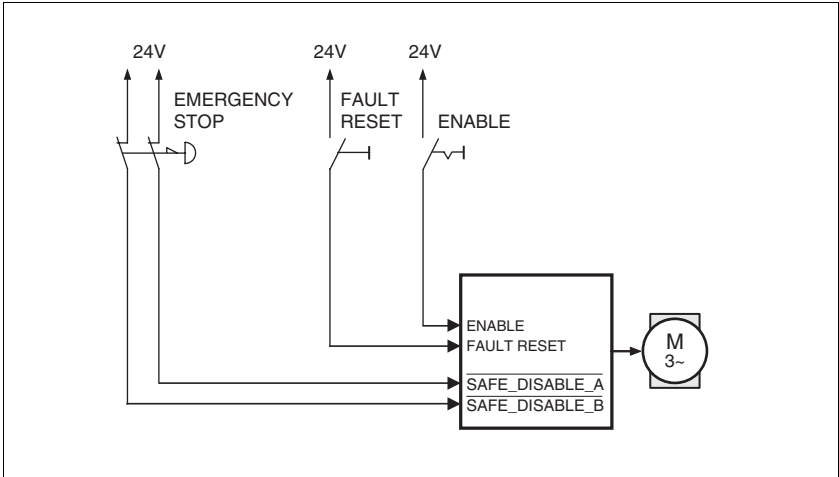 24V 24V 24V
EMERGENCY STOP
FAULT RESET
ENABLE
ENABLE
FAULT RESET
SAFE_DISABLE_A
SAFE_DISABLE_B
M
3~